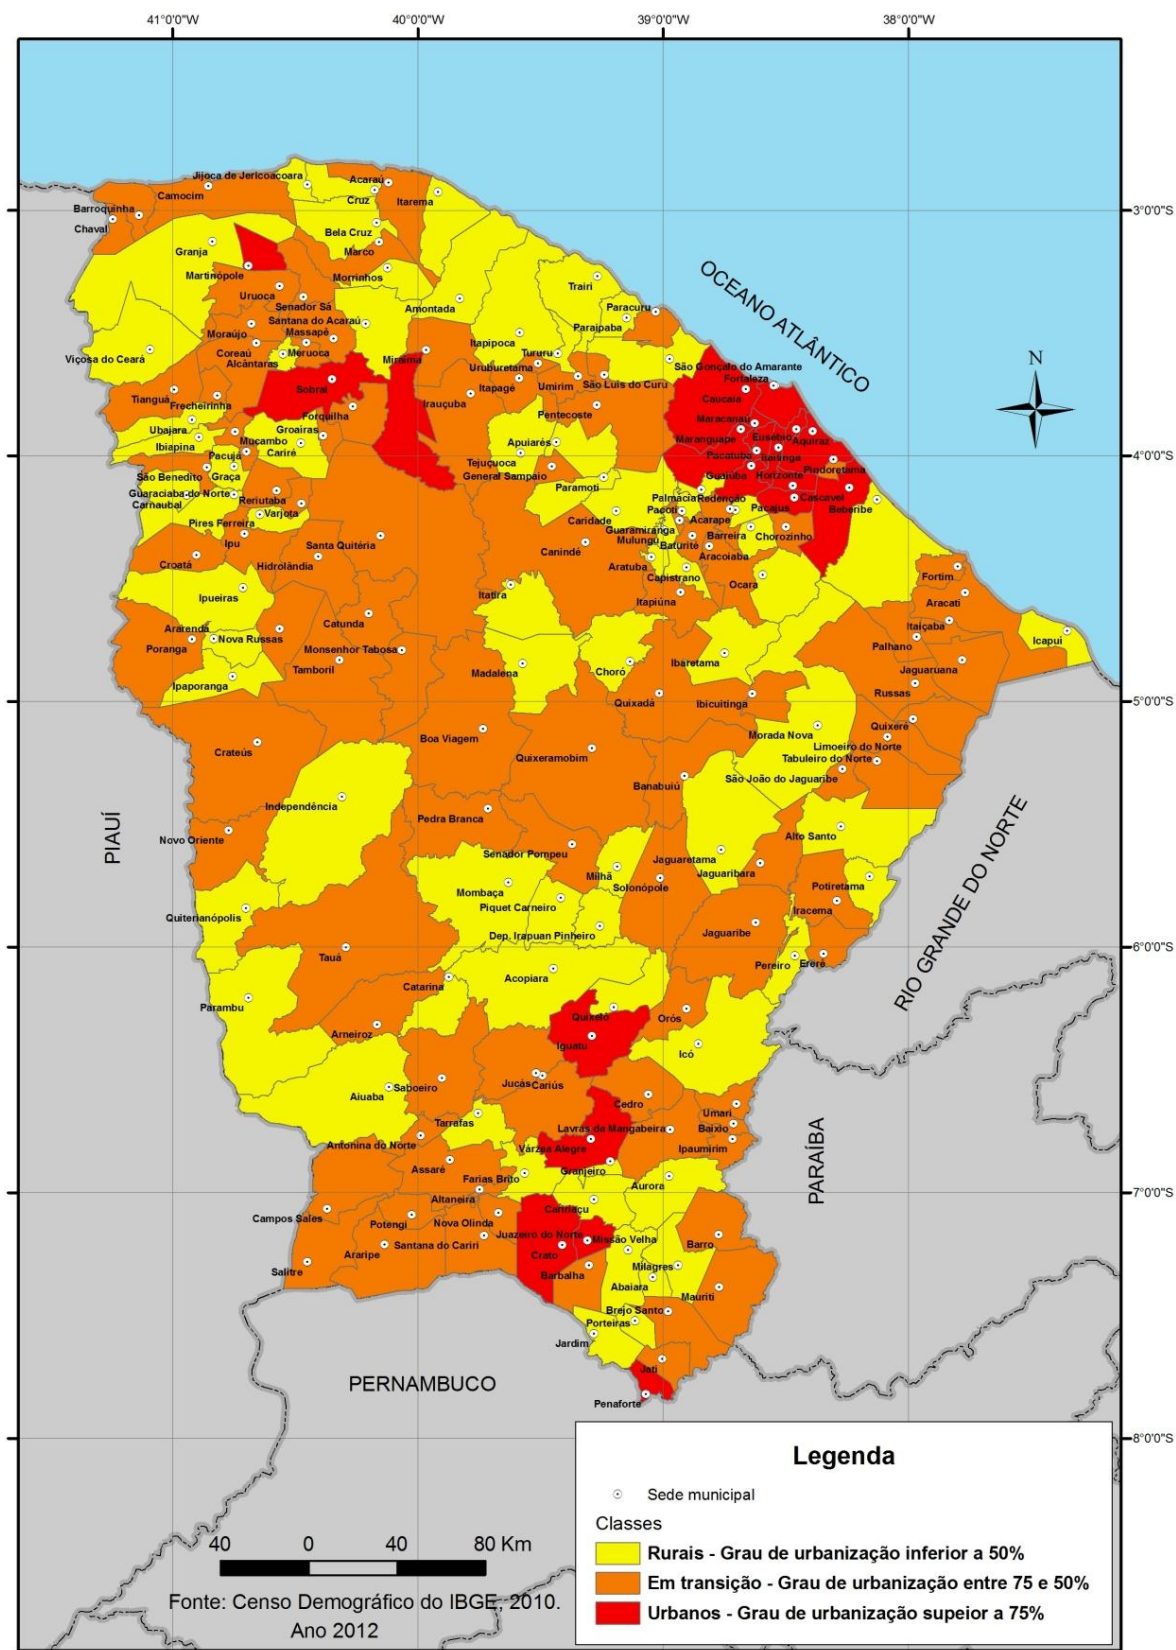 41°0'0"W
40°0'0"W
39°0'0"W
38°0'0"W
Jijoca de Jericoacoara
Acaraú
Camocim
Cruz
Itarema
Barroquinha
Chaval
3°0'0"S
Bela Cruz
Granja
Marco
Martinópole
Morrinhos
Trairi
OCEANO ATLÂNTICO
Uruoca
Senador Sá
Amontada
Paracuru
Santana do Acaraú
Paraipaba
Moraújo
Massapê
Itapipoca
Coreaú
Meruoca
Viçosa do Ceará
Alcântaras
Miraíma
Tururu
São Gonçalo do Amarante
N
Uruburetama
Fortaleza
Sobral
Itapagé
Umirim
São Luis do Curu
Caucaia
Tianguá
Frecheirinha
Irauçuba
Forquilha
Pentecoste
Maracanaú
Ubajara
Groaíras
Maranguape
Eusébio
Aquiraz
Ibiapina
Mucambo
Apuiarés
Pacatuba
Itaitinga
4°0'0"S
Pacujá
Cariré
Tejuçuoca
Pindoretama
São Benedito
Graça
General Sampaio
Guaiúba
Horizonte
Guaraciaba do Norte
Reriutaba
Paramoti
Palmácia
Redenção
Cascavel
Carnaubal
Varjota
Pacoti
Pacajus
Beberibe
Pires Ferreira
Caridade
Guaramiranga
Acarape
Ipu
Santa Quitéria
Mulungu
Barreira
Chorozinho
Canindé
Baturité
Croatá
Hidrolândia
Aratuba
Aracoiaba
Capistrano
Fortim
Ipueiras
Itatira
Itapiúna
Ocara
Aracati
Catunda
Itaiçaba
Ararendá
Nova Russas
Icapui
Poranga
Monsenhor Tabosa
Palhano
Tamboril
Madalena
Choró
Ibaretama
Jaguaruana
Ipaporanga
Russas
Quixadá
Ibicuitinga
5°0'0"S
Quixeré
Boa Viagem
Morada Nova
Crateús
Quixeramobim
Limoeiro do Norte
Tabuleiro do Norte
Banabuiú
São João do Jaguaribe
Independência
PIAUÍ
Pedra Branca
Alto Santo
Novo Oriente
RIO GRANDE DO NORTE
Senador Pompeu
Jaguaretama
Milhã
Jaguaribara
Solonópole
Potiretama
Mombaça
Piquet Carneiro
Iracema
Quiterianópolis
Dep. Irapuan Pinheiro
Jaguaribe
6°0'0"S
Tauá
Ererê
Pereiro
Acopiara
Catarina
Parambu
Quixelô
Orós
Arneiroz
Iguatu
Icó
Jucás
Cariús
Saboeiro
Aiuaba
Cedro
Umari
Tarrafas
Lavras da Mangabeira
Baixio
Antonina do Norte
Várzea Alegre
Ipaumirim
PARAÍBA
Assaré
Granjeiro
Farias Brito
Aurora
7°0'0"S
Altaneira
Caririaçu
Campos Sales
Potengi
Nova Olinda
Juazeiro do Norte
Missão Velha
Barro
Araripe
Santana do Cariri
Crato
Salitre
Barbalha
Milagres
Abaiara
Mauriti
Brejo Santo
Porteiras
Jardim
Jati
PERNAMBUCO
Penaforte
8°0'0"S
Legenda
Sede municipal
Classes
Rurais - Grau de urbanização inferior a 50%
Em transição - Grau de urbanização entre 75 e 50%
Urbanos - Grau de urbanização supeior a 75%
40 0 40 80 Km
Fonte: Censo Demográfico do IBGE, 2010.
Ano 2012